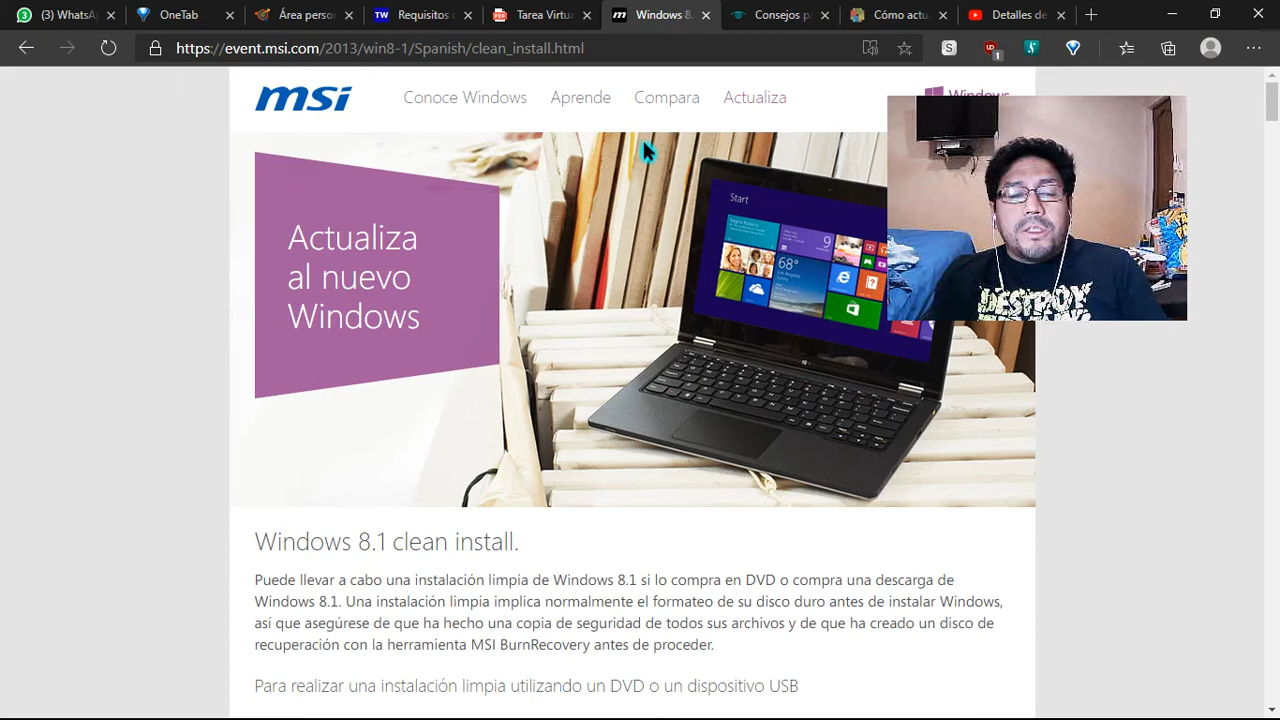 (3) WhatsA
OneTab
Área perso
Requisitos d
Tarea Virtua
Windows 8.
Consejos pa
Cómo actu
Detalles de
https://event.msi.com/2013/win8-1/Spanish/clean_install.html
msi
Conoce Windows
Aprende
Compara
Actualiza
Windows
Actualiza
al nuevo
Windows
Start
68°
DESTROY
Windows 8.1 clean install.
Puede llevar a cabo una instalación limpia de Windows 8.1 si lo compra en DVD o compra una descarga de
Windows 8.1. Una instalación limpia implica normalmente el formateo de su disco duro antes de instalar Windows,
así que asegúrese de que ha hecho una copia de seguridad de todos sus archivos y de que ha creado un disco de
recuperación con la herramienta MSI BurnRecovery antes de proceder.
Para realizar una instalación limpia utilizando un DVD o un dispositivo USB